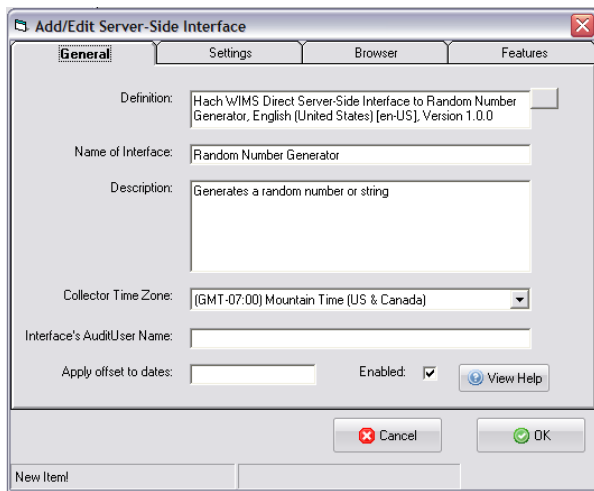 Add/Edit Server-Side Interface
General Settings Browser Features
Definition: Hach WIMS Direct Server-Side Interface to Random Number
Generator, English (United States) [en-US], Version 1.0.0
Name of Interface: Random Number Generator
Description: Generates a random number or string
Collector Time Zone: (GMT-07:00) Mountain Time (US & Canada)
Interface's AuditUser Name:
Apply offset to dates: Enabled: View Help
Cancel OK
New Item!